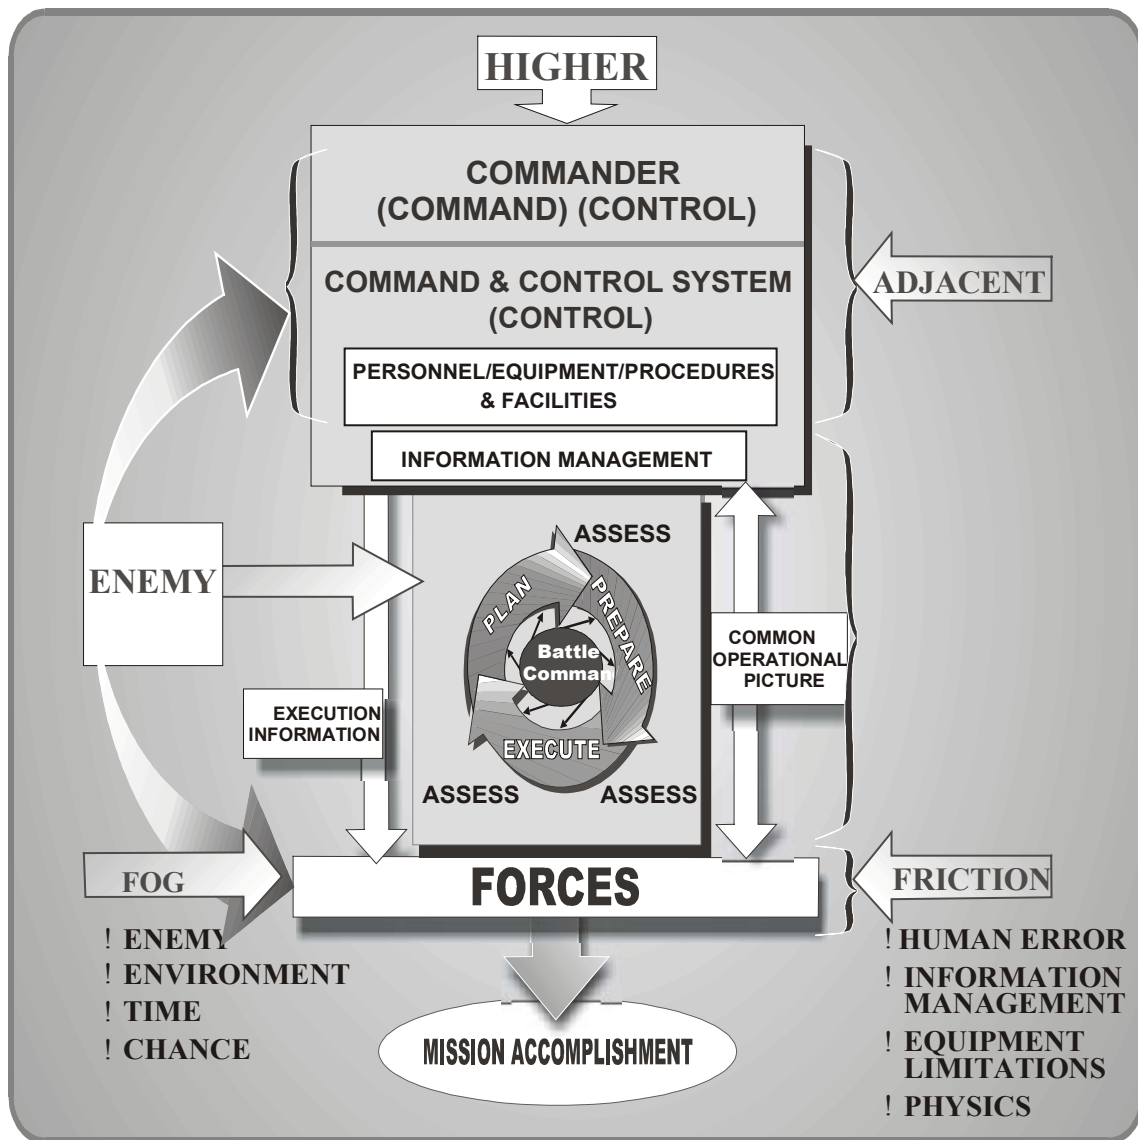 HIGHER
COMMANDER
(COMMAND) (CONTROL)
COMMAND & CONTROL SYSTEM
(CONTROL)
PERSONNEL/EQUIPMENT/PROCEDURES
& FACILITIES
INFORMATION MANAGEMENT
ADJACENT
ENEMY
ASSESS
PLAN
PREPARE
Battle
Comman
EXECUTE
ASSESS
ASSESS
EXECUTION
INFORMATION
COMMON
OPERATIONAL
PICTURE
FOG
FORCES
FRICTION
! ENEMY
! ENVIRONMENT
! TIME
! CHANCE
! HUMAN ERROR
! INFORMATION
MANAGEMENT
! EQUIPMENT
LIMITATIONS
! PHYSICS
MISSION ACCOMPLISHMENT